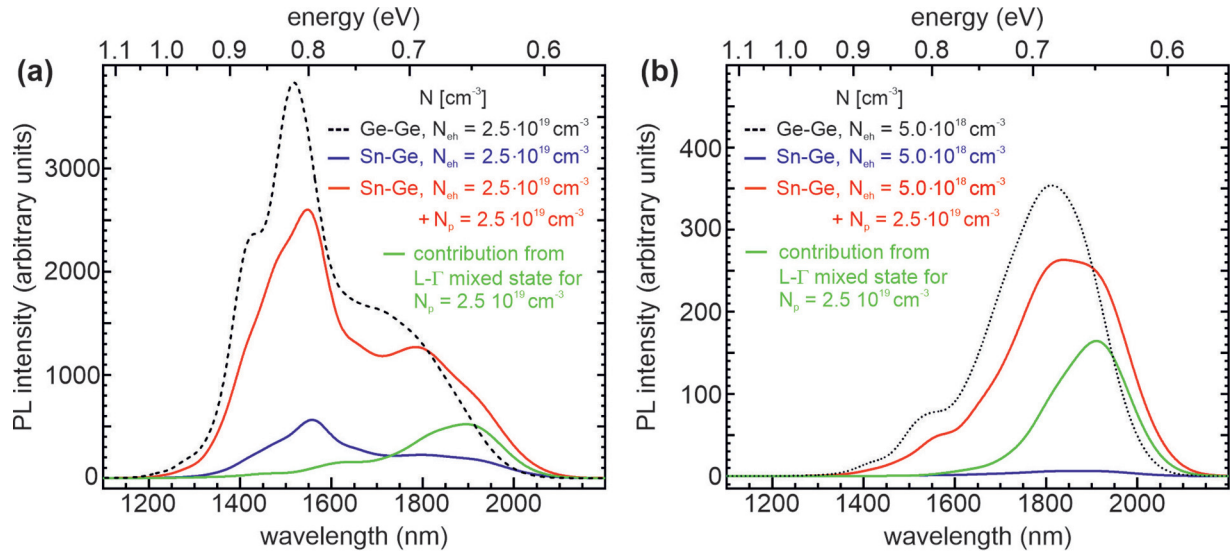 energy (eV)
1.1 1.0 0.9 0.8 0.7 0.6
(a)
N [cm⁻³]
Ge-Ge, Nₑₕ = 2.5·10¹⁹ cm⁻³
Sn-Ge, Nₑₕ = 2.5·10¹⁹ cm⁻³
Sn-Ge, Nₑₕ = 2.5·10¹⁹ cm⁻³
+ Nₚ = 2.5·10¹⁹ cm⁻³
contribution from
L-Γ mixed state for
Nₚ = 2.5 10¹⁹ cm⁻³
PL intensity (arbitrary units)
3000
2000
1000
0
1200 1400 1600 1800 2000
wavelength (nm)
energy (eV)
1.1 1.0 0.9 0.8 0.7 0.6
(b)
N [cm⁻³]
Ge-Ge, Nₑₕ = 5.0·10¹⁸ cm⁻³
Sn-Ge, Nₑₕ = 5.0·10¹⁸ cm⁻³
Sn-Ge, Nₑₕ = 5.0·10¹⁸ cm⁻³
+ Nₚ = 2.5·10¹⁹ cm⁻³
contribution from
L-Γ mixed state for
Nₚ = 2.5 10¹⁹ cm⁻³
PL intensity (arbitrary units)
400
300
200
100
0
1200 1400 1600 1800 2000
wavelength (nm)